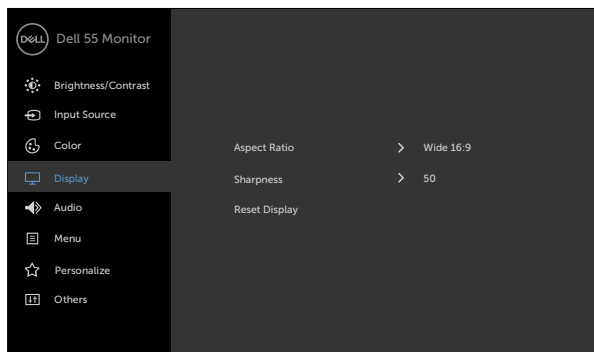 DELL Dell 55 Monitor
Brightness/Contrast
Input Source
Color
Display
Audio
Menu
Personalize
Others
Aspect Ratio > Wide 16:9
Sharpness > 50
Reset Display